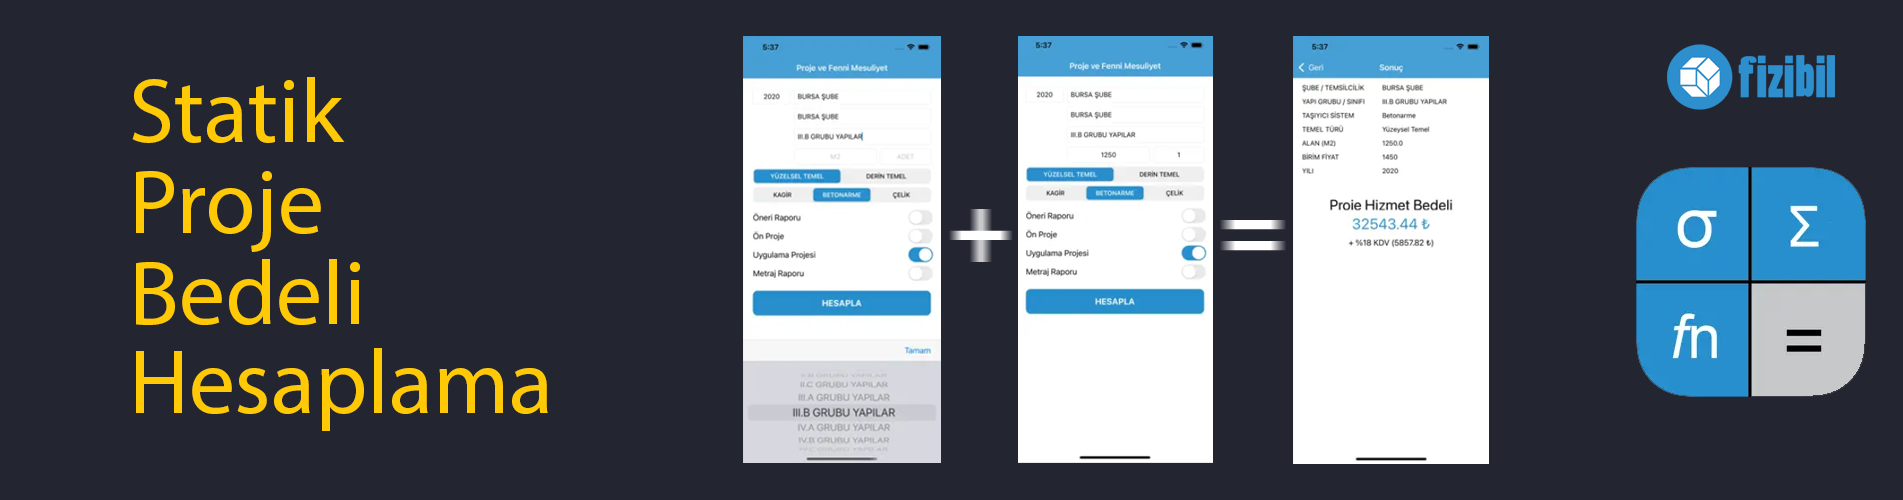 Statik
Proje
Bedeli
Hesaplama
5:37
Proje ve Fenni Mesuliyet
2020 BURSA ŞUBE
BURSA ŞUBE
III.B GRUBU YAPILAR
M2 ADET
YÜZELSEL TEMEL DERİN TEMEL
KAGİR BETONARME ÇELİK
Öneri Raporu
Ön Proje
Uygulama Projesi
Metraj Raporu
HESAPLA
Tamam
II.C GRUBU YAPILAR
III.A GRUBU YAPILAR
III.B GRUBU YAPILAR
IV.A GRUBU YAPILAR
IV.B GRUBU YAPILAR
+
5:37
Proje ve Fenni Mesuliyet
2020 BURSA ŞUBE
BURSA ŞUBE
III.B GRUBU YAPILAR
1250 1
YÜZELSEL TEMEL DERİN TEMEL
KAGİR BETONARME ÇELİK
Öneri Raporu
Ön Proje
Uygulama Projesi
Metraj Raporu
HESAPLA
=
5:37
Geri Sonuç
ŞUBE / TEMSİLCİLİK BURSA ŞUBE
YAPI GRUBU / SINIFI III.B GRUBU YAPILAR
TAŞIYICI SİSTEM Betonarme
TEMEL TÜRÜ Yüzeysel Temel
ALAN (M2) 1250.0
BİRİM FİYAT 1450
YILI 2020
Proje Hizmet Bedeli
32543.44 ₺
+ %18 KDV (5857.82 ₺)
fizibil
σ Σ
fn =